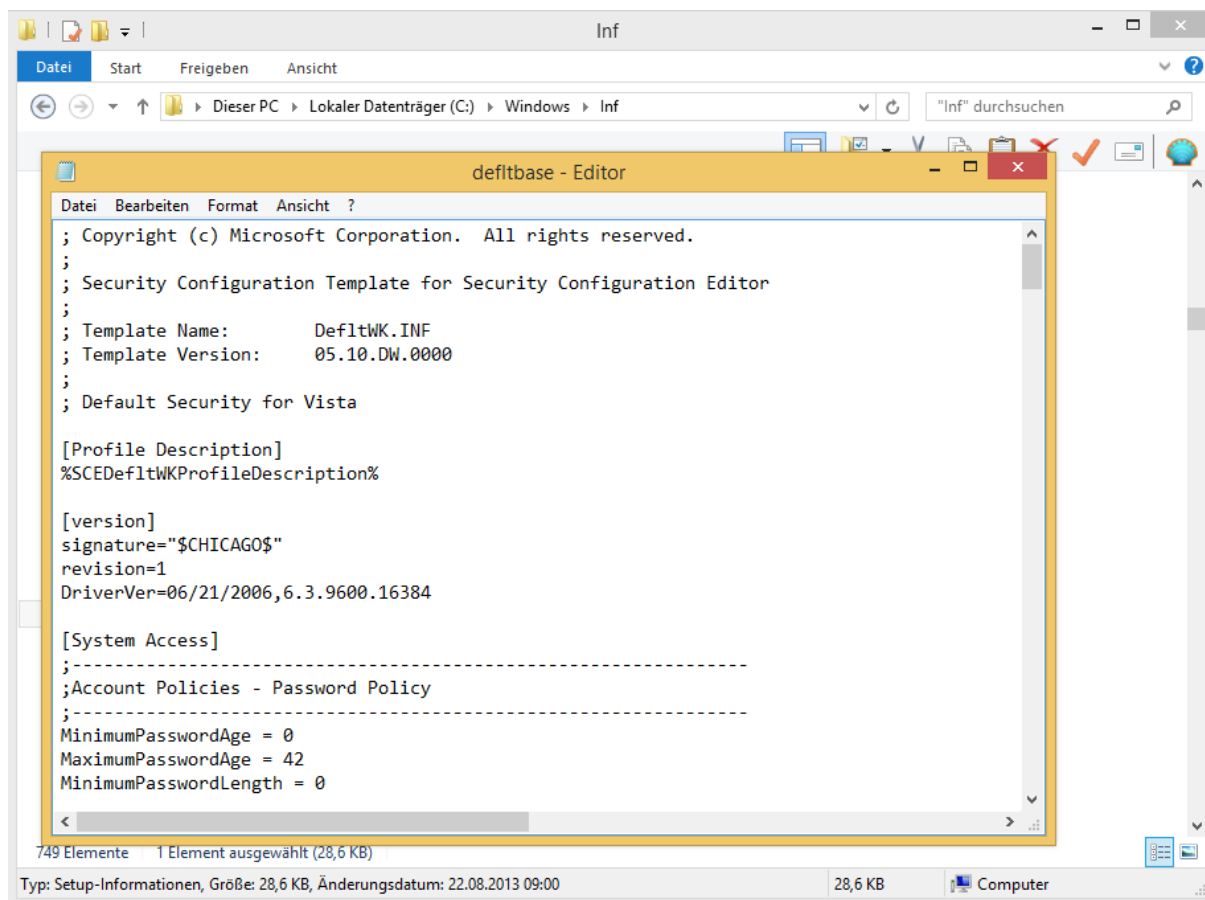 Inf
Datei Start Freigeben Ansicht
Dieser PC Lokaler Datenträger (C:) Windows Inf
"Inf" durchsuchen
defltbase - Editor
Datei Bearbeiten Format Ansicht ?
; Copyright (c) Microsoft Corporation. All rights reserved.
;
; Security Configuration Template for Security Configuration Editor
;
; Template Name: DefltWK.INF
; Template Version: 05.10.DW.0000
;
; Default Security for Vista
[Profile Description]
%SCEDefltWKProfileDescription%
[version]
signature="$CHICAGO$"
revision=1
DriverVer=06/21/2006,6.3.9600.16384
[System Access]
;----------------------------------------------------------------
;Account Policies - Password Policy
;----------------------------------------------------------------
MinimumPasswordAge = 0
MaximumPasswordAge = 42
MinimumPasswordLength = 0
749 Elemente 1 Element ausgewählt (28,6 KB)
Typ: Setup-Informationen, Größe: 28,6 KB, Änderungsdatum: 22.08.2013 09:00 28,6 KB Computer